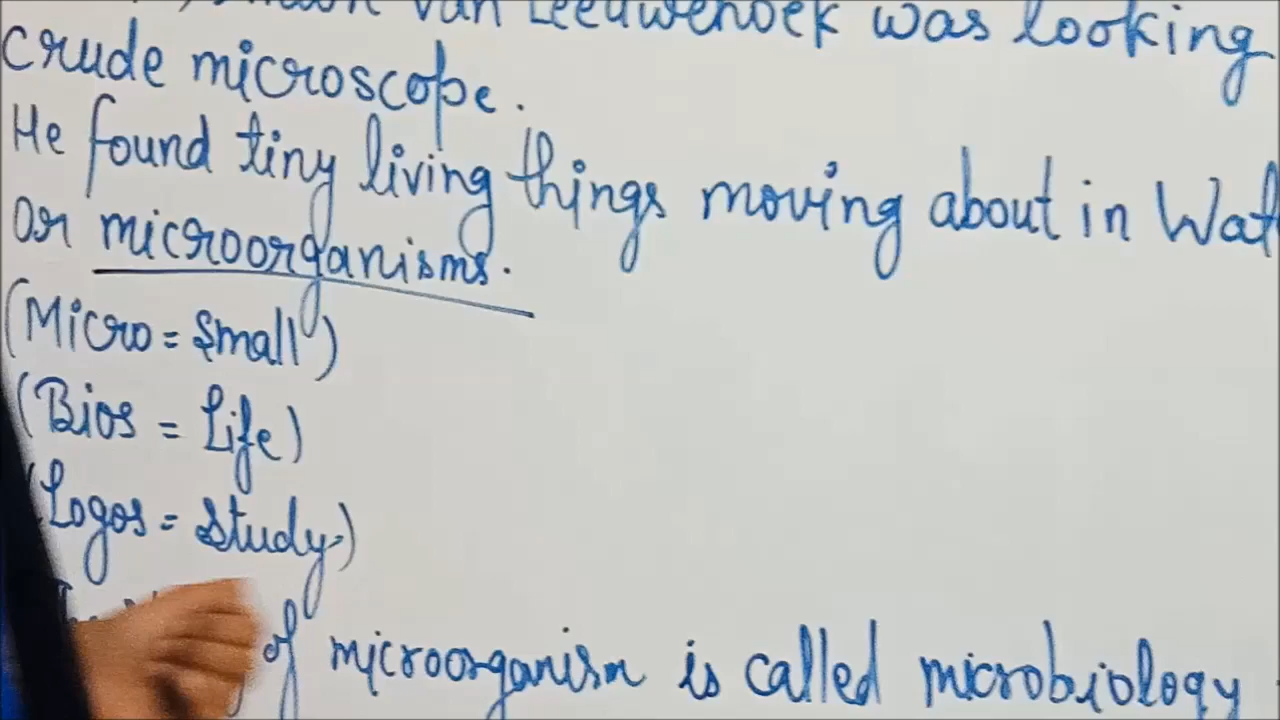 van Leeuwenhoek was looking
crude microscope.
He found tiny living things moving about in Wat
or microorganisms.
(Micro = Small)
(Bios = Life)
(Logos = Study)
of microorganism is called microbiology